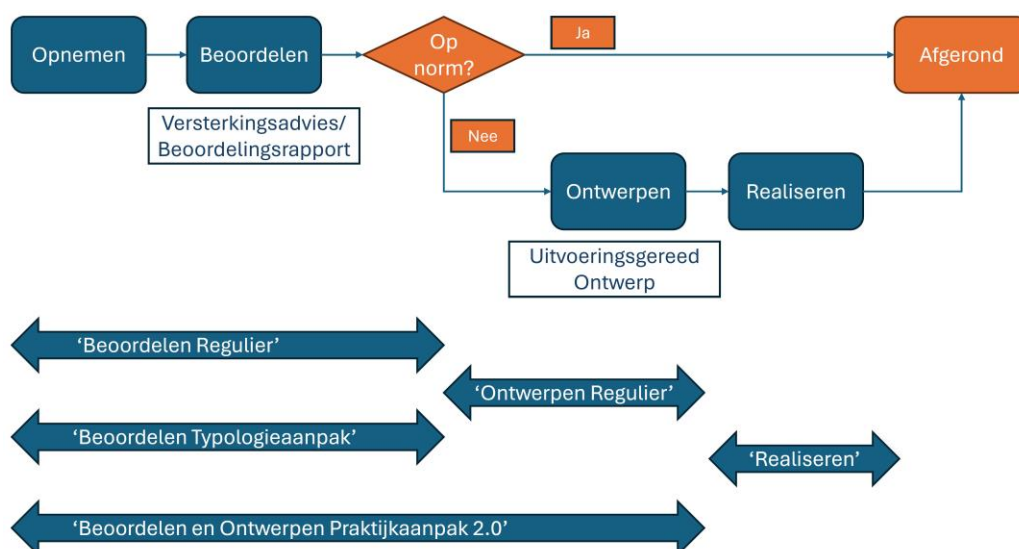 Opnemen
Beoordelen
Op
norm?
Ja
Afgerond
Versterkingsadvies/
Beoordelingsrapport
Nee
Ontwerpen
Realiseren
Uitvoeringsgereed
Ontwerp
‘Beoordelen Regulier’
‘Ontwerpen Regulier’
‘Beoordelen Typologieaanpak’
‘Realiseren’
‘Beoordelen en Ontwerpen Praktijkaanpak 2.0’